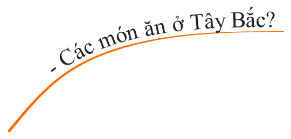 - Các món ăn ở Tây Bắc?